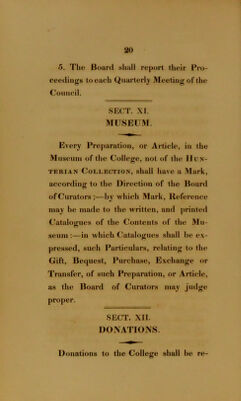 20
5. The Board shall report their Pro-
ceedings to each Quarterly Meeting of the
Council.
SECT. XI.
MUSEUM.
Every Preparation, or Article, in the
Museum of the College, not of the HUN-
TERIAN COLLECTION, shall have a Mark,
according to the Direction of the Board
of Curators;—by which Mark, Reference
may be made to the written, and printed
Catalogues of the Contents of the Mu-
seum:—in which Catalogues shall be ex-
pressed, such Particulars, relating to the
Gift, Bequest, Purchase, Exchange or
Transfer, of such Preparation, or Article,
as the Board of Curators may judge
proper.
SECT. XII.
DONATIONS.
Donations to the College shall be re-